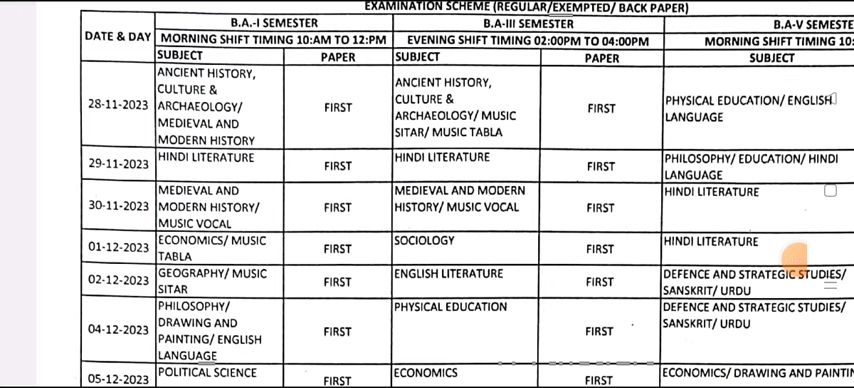 EXAMINATION SCHEME (REGULAR/EXEMPTED/ BACK PAPER)
DATE & DAY
B.A.-I SEMESTER
B.A-III SEMESTER
B.A-V SEMESTE
MORNING SHIFT TIMING 10:AM TO 12:PM
EVENING SHIFT TIMING 02:00PM TO 04:00PM
MORNING SHIFT TIMING 10:
SUBJECT
PAPER
SUBJECT
PAPER
SUBJECT
28-11-2023
ANCIENT HISTORY,
CULTURE &
ARCHAEOLOGY/
MEDIEVAL AND
MODERN HISTORY
FIRST
ANCIENT HISTORY,
CULTURE &
ARCHAEOLOGY/ MUSIC
SITAR/ MUSIC TABLA
FIRST
PHYSICAL EDUCATION/ ENGLISH
LANGUAGE
29-11-2023
HINDI LITERATURE
FIRST
HINDI LITERATURE
FIRST
PHILOSOPHY/ EDUCATION/ HINDI
LANGUAGE
30-11-2023
MEDIEVAL AND
MODERN HISTORY/
MUSIC VOCAL
FIRST
MEDIEVAL AND MODERN
HISTORY/ MUSIC VOCAL
FIRST
HINDI LITERATURE
01-12-2023
ECONOMICS/ MUSIC
TABLA
FIRST
SOCIOLOGY
FIRST
HINDI LITERATURE
02-12-2023
GEOGRAPHY/ MUSIC
SITAR
FIRST
ENGLISH LITERATURE
FIRST
DEFENCE AND STRATEGIC STUDIES/
SANSKRIT/ URDU
04-12-2023
PHILOSOPHY/
DRAWING AND
PAINTING/ ENGLISH
LANGUAGE
FIRST
PHYSICAL EDUCATION
FIRST
DEFENCE AND STRATEGIC STUDIES/
SANSKRIT/ URDU
05-12-2023
POLITICAL SCIENCE
FIRST
ECONOMICS
FIRST
ECONOMICS/ DRAWING AND PAINTIN